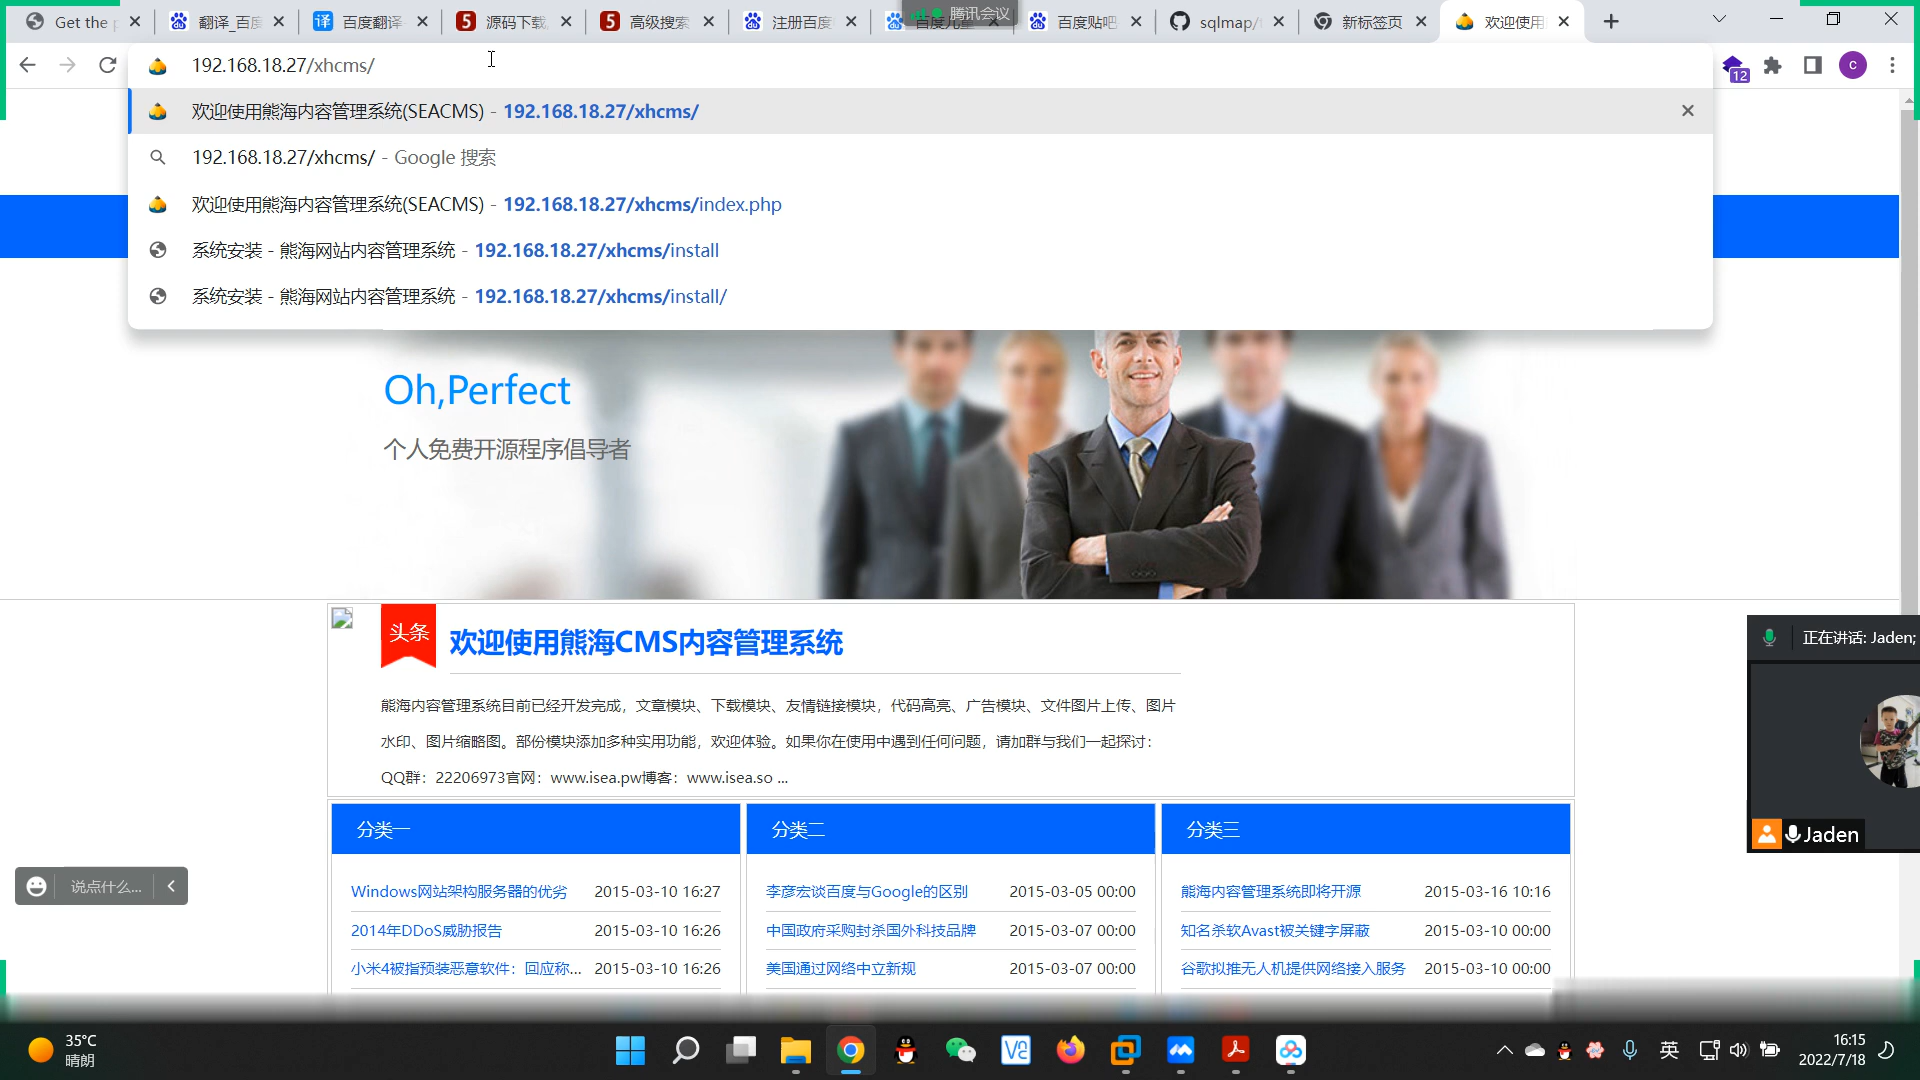 Get the p
翻译_百度
百度翻译
源码下载
高级搜索
注册百度
腾讯会议
百度贴吧
sqlmap/
新标签页
欢迎使用
192.168.18.27/xhcms/
12
c
欢迎使用熊海内容管理系统(SEACMS) - 192.168.18.27/xhcms/
192.168.18.27/xhcms/ - Google 搜索
欢迎使用熊海内容管理系统(SEACMS) - 192.168.18.27/xhcms/index.php
系统安装 - 熊海网站内容管理系统 - 192.168.18.27/xhcms/install
系统安装 - 熊海网站内容管理系统 - 192.168.18.27/xhcms/install/
Oh,Perfect
个人免费开源程序倡导者
头条
欢迎使用熊海CMS内容管理系统
熊海内容管理系统目前已经开发完成，文章模块、下载模块、友情链接模块，代码高亮、广告模块、文件图片上传、图片
水印、图片缩略图。部份模块添加多种实用功能，欢迎体验。如果你在使用中遇到任何问题，请加群与我们一起探讨：
QQ群：22206973官网：www.isea.pw博客：www.isea.so ...
正在讲话: Jaden;
Jaden
分类一
Windows网站架构服务器的优劣 2015-03-10 16:27
2014年DDoS威胁报告 2015-03-10 16:26
小米4被指预装恶意软件：回应称... 2015-03-10 16:26
分类二
李彦宏谈百度与Google的区别 2015-03-05 00:00
中国政府采购封杀国外科技品牌 2015-03-07 00:00
美国通过网络中立新规 2015-03-07 00:00
分类三
熊海内容管理系统即将开源 2015-03-16 10:16
知名杀软Avast被关键字屏蔽 2015-03-10 00:00
谷歌拟推无人机提供网络接入服务 2015-03-10 00:00
说点什么...
35°C
晴朗
英
16:15
2022/7/18